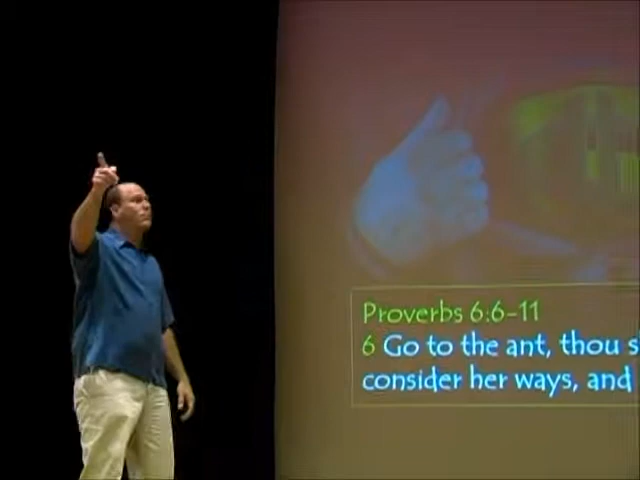 Proverbs 6:6-11
6 Go to the ant, thou s
consider her ways, and